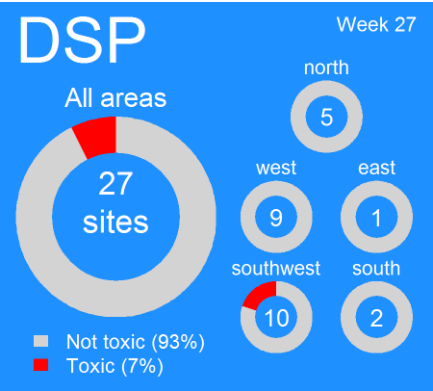 DSP
Week 27
All areas
27
sites
north
5
west
9
east
1
southwest
10
south
2
Not toxic (93%)
Toxic (7%)